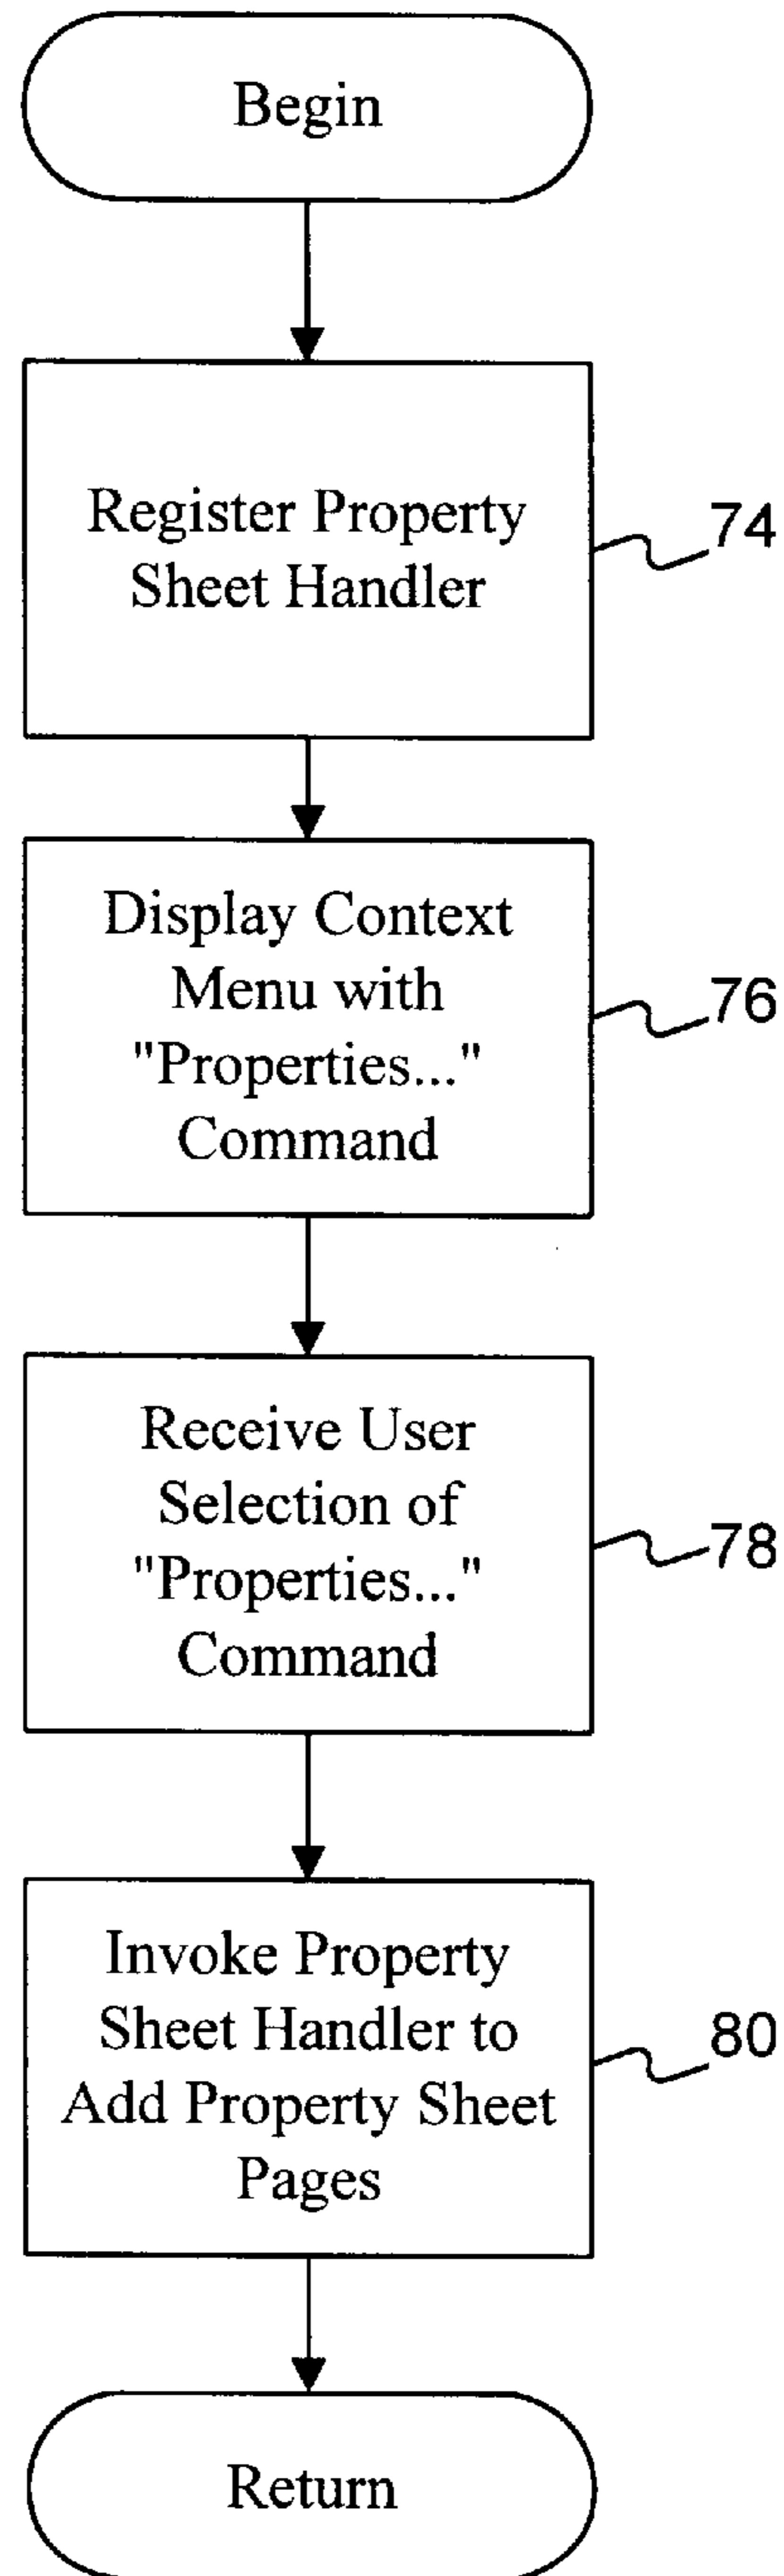 Begin
Register Property
Sheet Handler
74
Display Context
Menu with
"Properties..."
Command
76
Receive User
Selection of
"Properties..."
Command
78
Invoke Property
Sheet Handler to
Add Property Sheet
Pages
80
Return